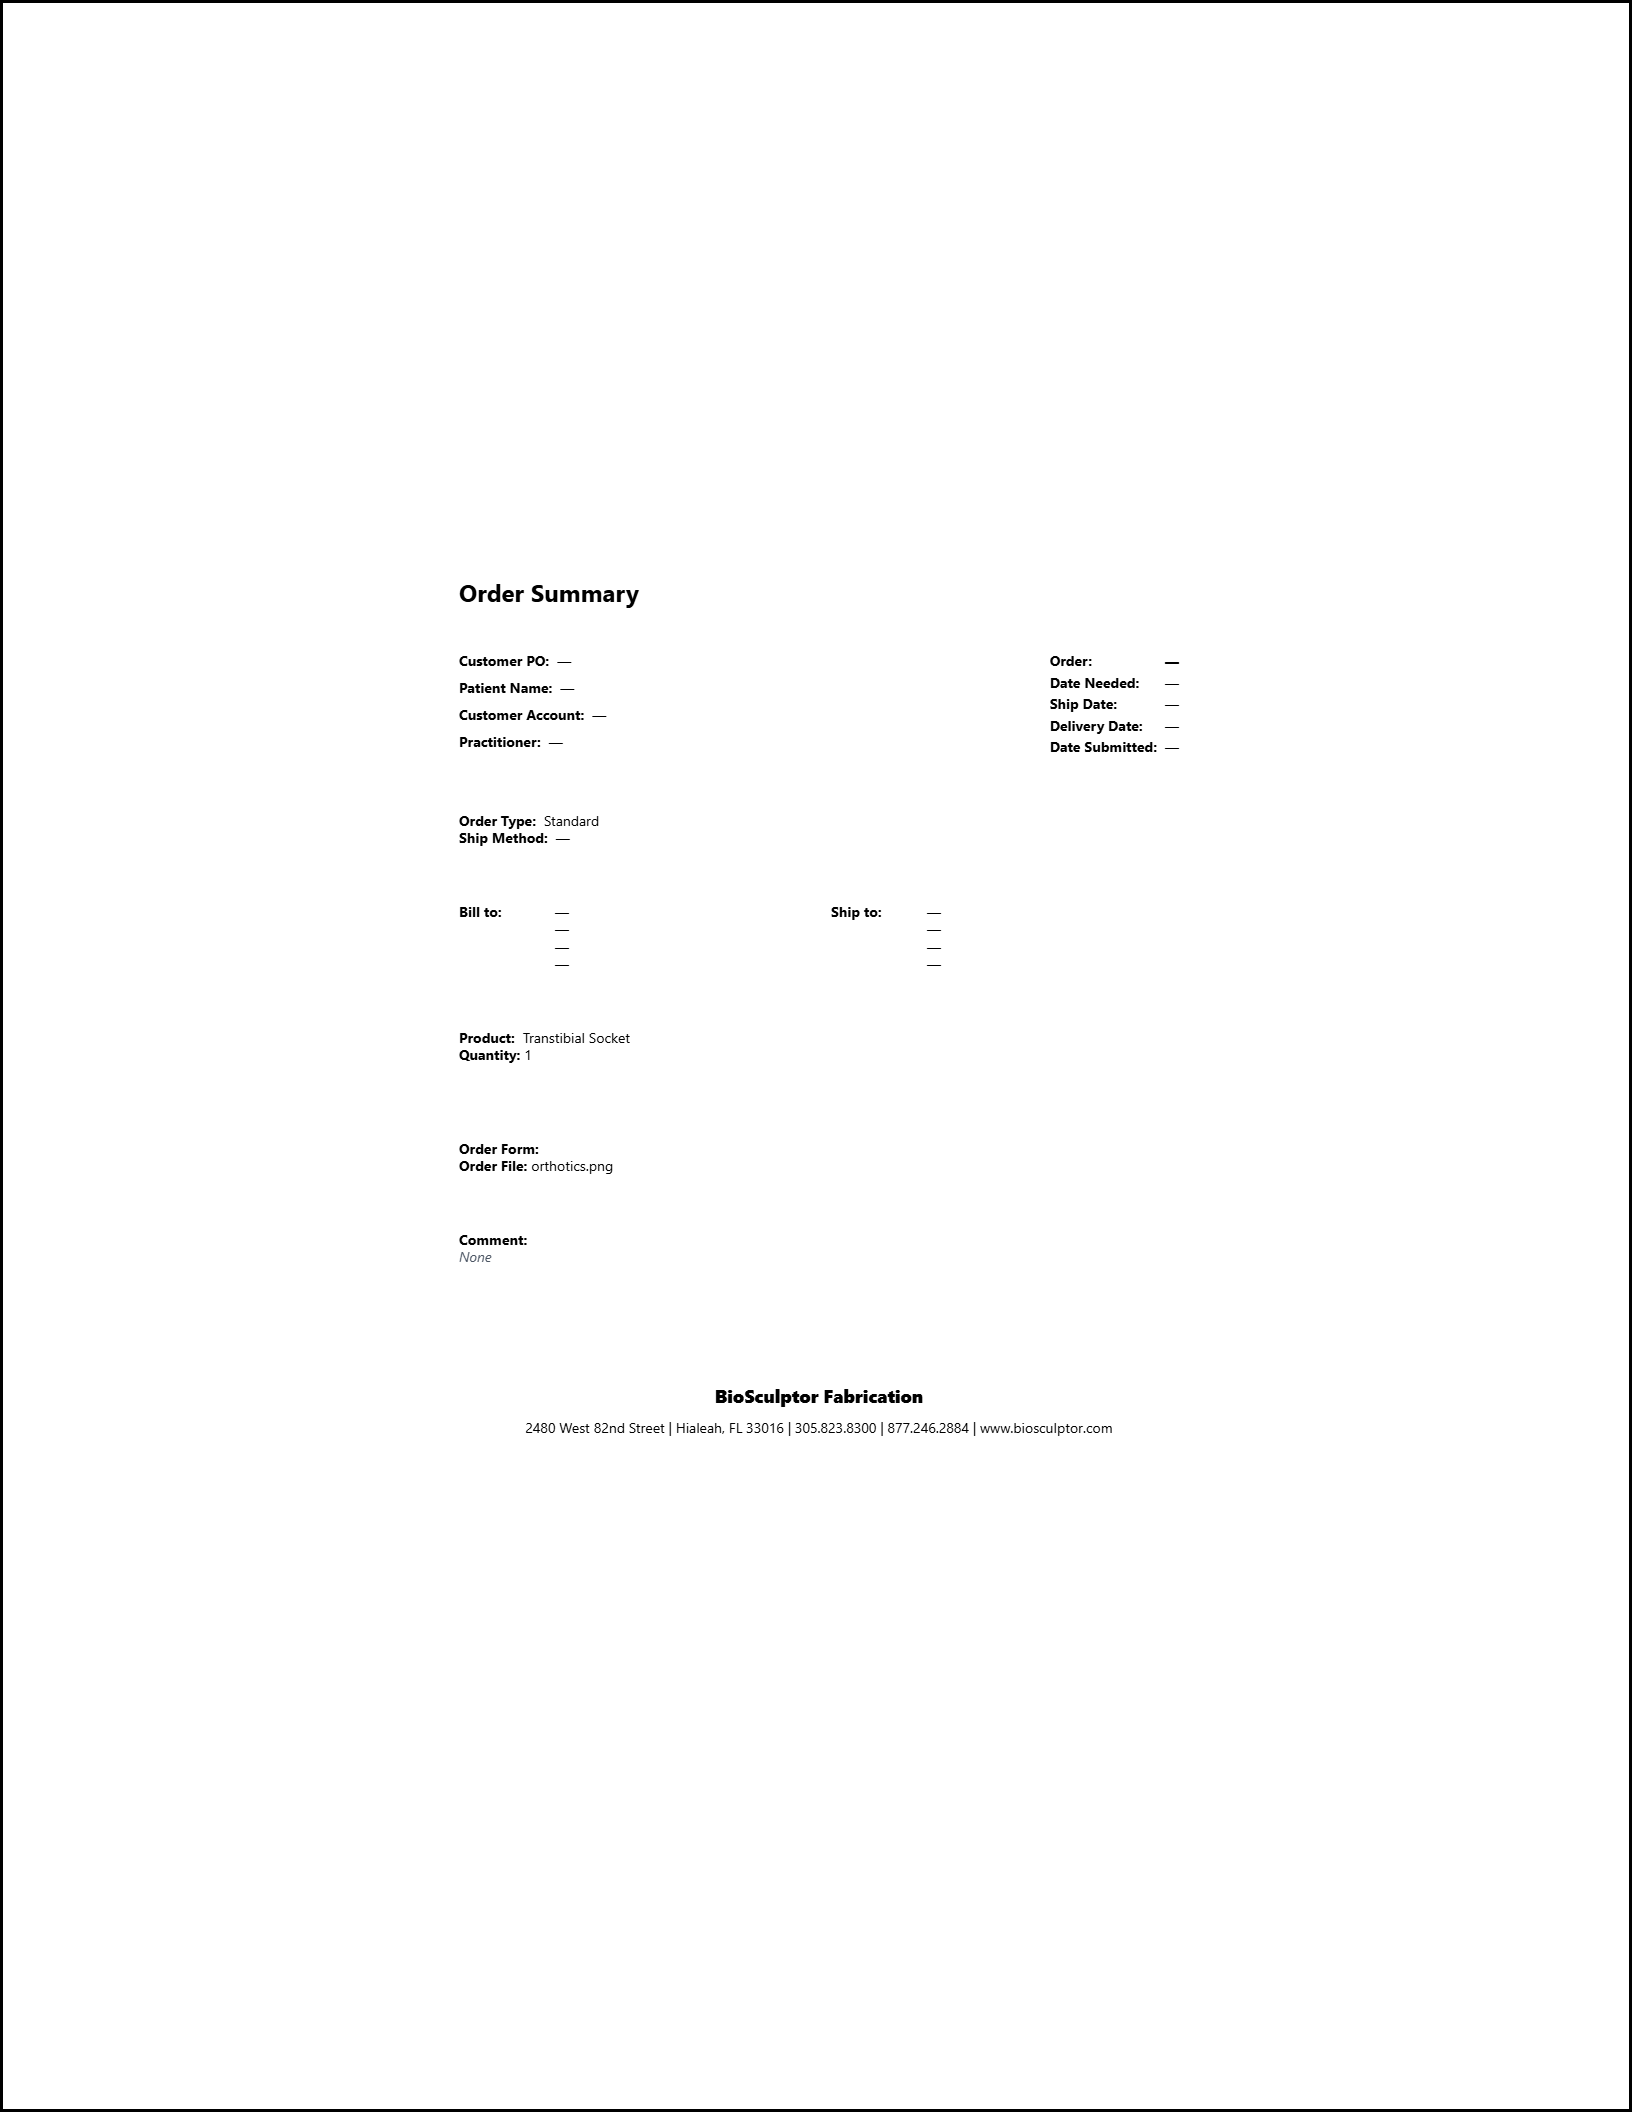 Order Summary
Customer PO: —
Patient Name: —
Customer Account: —
Practitioner: —
Order: —
Date Needed: —
Ship Date: —
Delivery Date: —
Date Submitted: —
Order Type: Standard
Ship Method: —
Bill to: —
—
—
—
Ship to: —
—
—
—
Product: Transtibial Socket
Quantity: 1
Order Form:
Order File: orthotics.png
Comment:
None
BioSculptor Fabrication
2480 West 82nd Street | Hialeah, FL 33016 | 305.823.8300 | 877.246.2884 | www.biosculptor.com